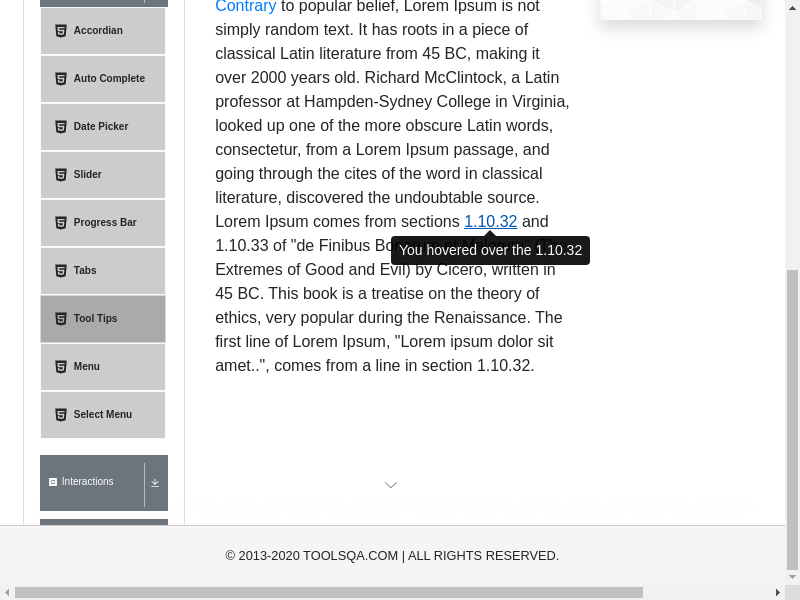 Accordian
Auto Complete
Date Picker
Slider
Progress Bar
Tabs
Tool Tips
Menu
Select Menu
Interactions
Contrary to popular belief, Lorem Ipsum is not
simply random text. It has roots in a piece of
classical Latin literature from 45 BC, making it
over 2000 years old. Richard McClintock, a Latin
professor at Hampden-Sydney College in Virginia,
looked up one of the more obscure Latin words,
consectetur, from a Lorem Ipsum passage, and
going through the cites of the word in classical
literature, discovered the undoubtable source.
Lorem Ipsum comes from sections 1.10.32 and
1.10.33 of "de Finibus
You hovered over the 1.10.32
Extremes of Good and Evil) by Cicero, written in
45 BC. This book is a treatise on the theory of
ethics, very popular during the Renaissance. The
first line of Lorem Ipsum, "Lorem ipsum dolor sit
amet..", comes from a line in section 1.10.32.
© 2013-2020 TOOLSQA.COM | ALL RIGHTS RESERVED.